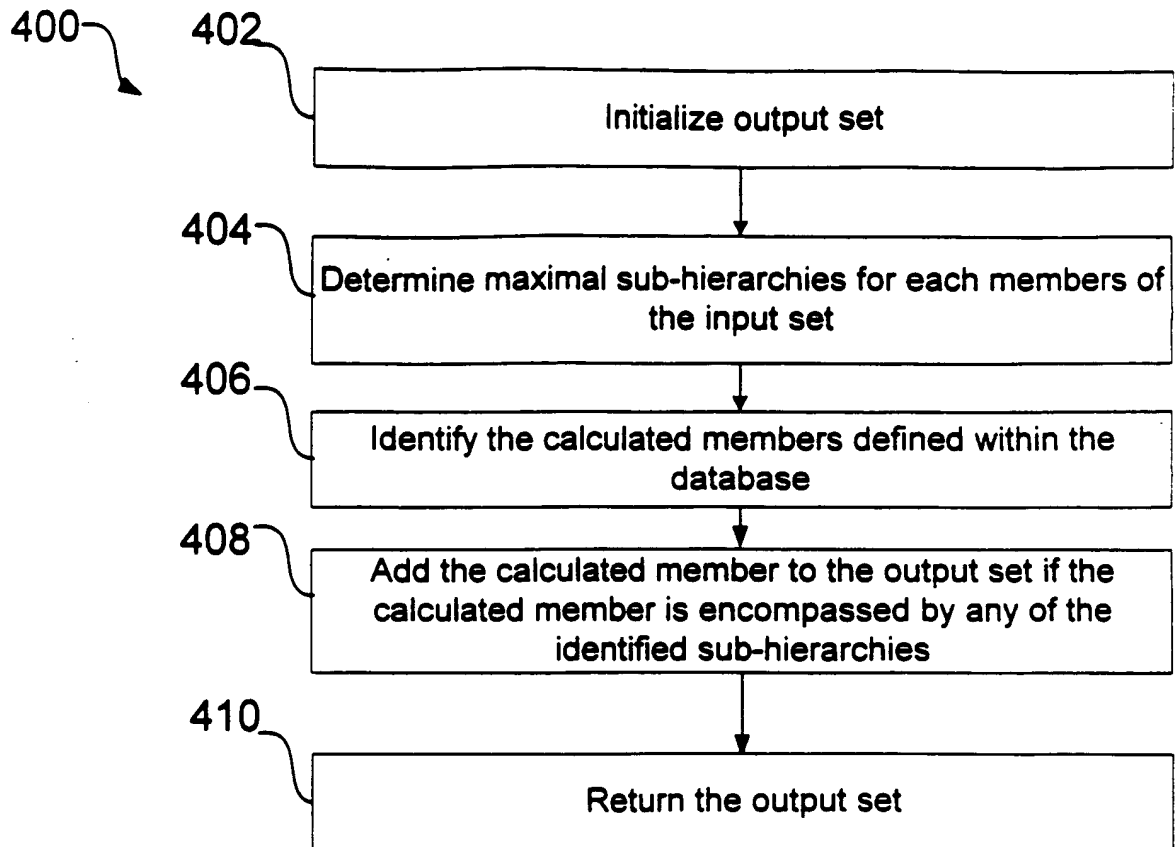 400
402
Initialize output set
404
Determine maximal sub-hierarchies for each members of
the input set
406
Identify the calculated members defined within the
database
408
Add the calculated member to the output set if the
calculated member is encompassed by any of the
identified sub-hierarchies
410
Return the output set